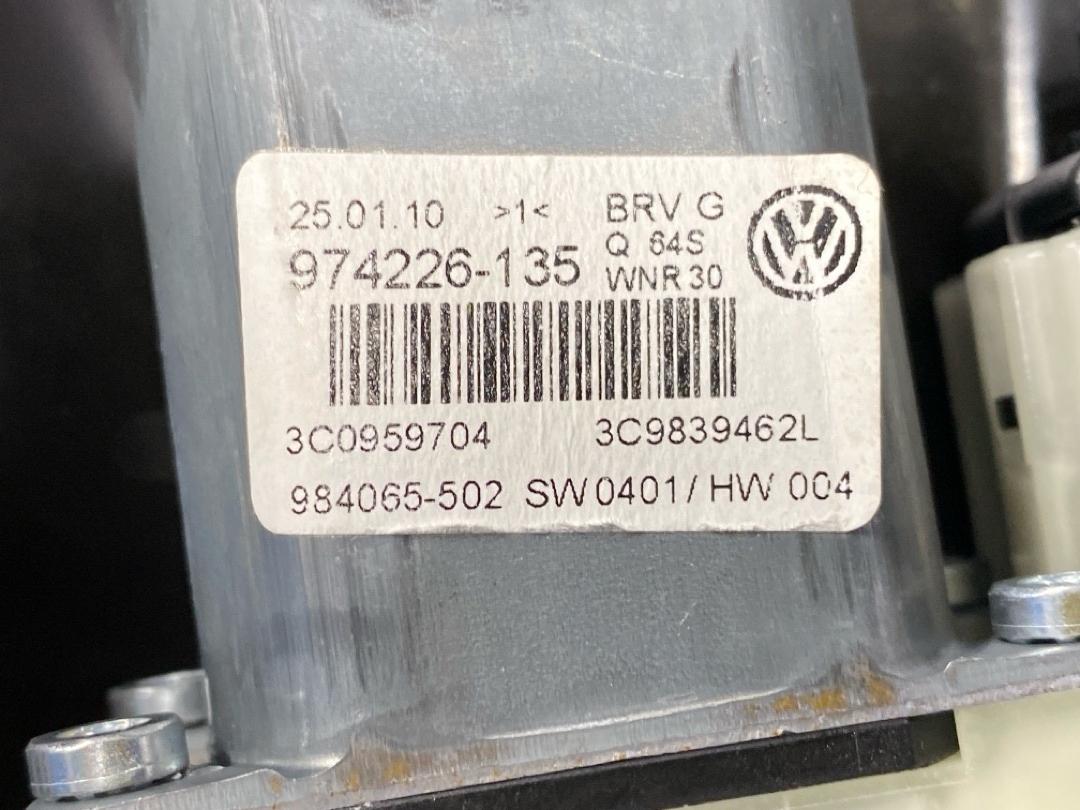 25.01.10 >1< BRV G
974226-135 Q 64S
WNR 30
3C0959704 3C9839462L
984065-502 SW0401/ HW 004